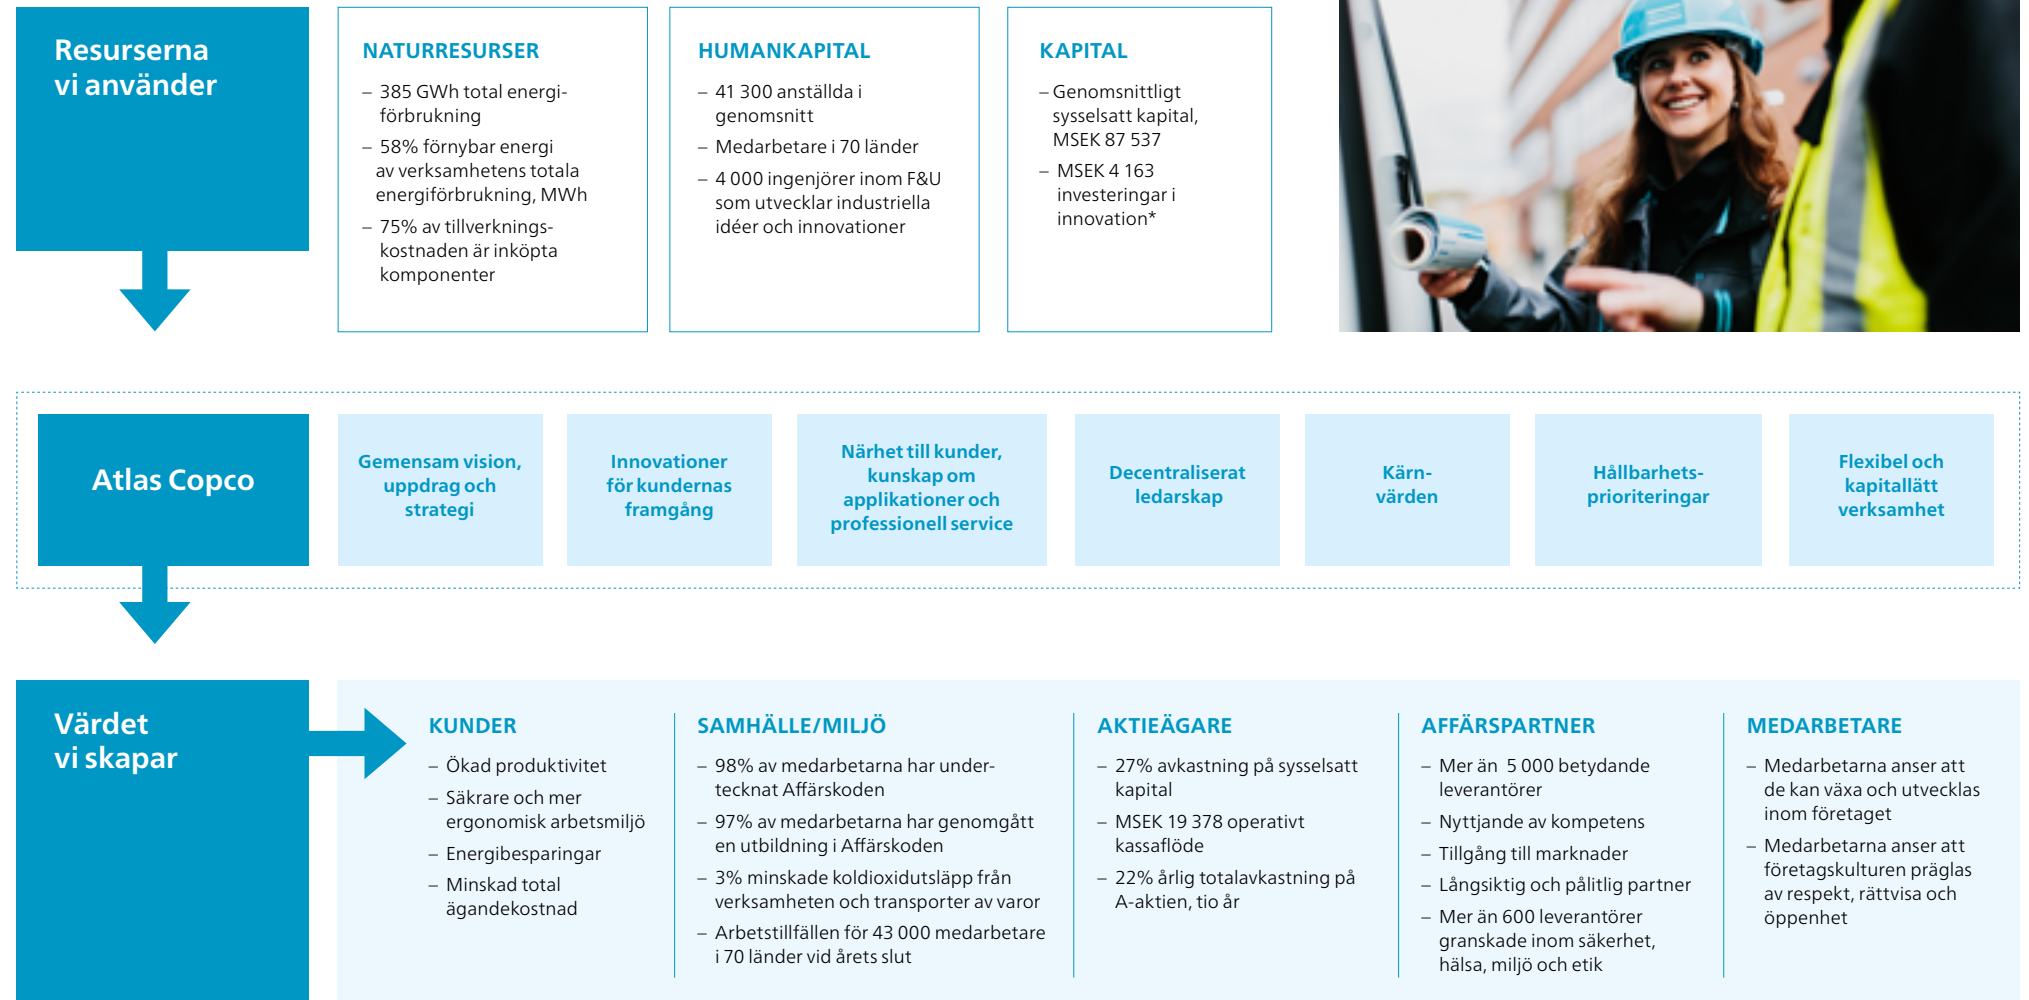 Resurserna
vi använder
NATURRESURSER
– 385 GWh total energi-
förbrukning
– 58% förnybar energi
av verksamhetens totala
energiförbrukning, MWh
– 75% av tillverknings-
kostnaden är inköpta
komponenter
HUMANKAPITAL
– 41 300 anställda i
genomsnitt
– Medarbetare i 70 länder
– 4 000 ingenjörer inom F&U
som utvecklar industriella
idéer och innovationer
KAPITAL
– Genomsnittligt
sysselsatt kapital,
MSEK 87 537
– MSEK 4 163
investeringar i
innovation*
Atlas Copco
Gemensam vision,
uppdrag och
strategi
Innovationer
för kundernas
framgång
Närhet till kunder,
kunskap om
applikationer och
professionell service
Decentraliserat
ledarskap
Kärn-
värden
Hållbarhets-
prioriteringar
Flexibel och
kapitallätt
verksamhet
Värdet
vi skapar
KUNDER
– Ökad produktivitet
– Säkrare och mer
ergonomisk arbetsmiljö
– Energibesparingar
– Minskad total
ägandekostnad
SAMHÄLLE/MILJÖ
– 98% av medarbetarna har under-
tecknat Affärskoden
– 97% av medarbetarna har genomgått
en utbildning i Affärskoden
– 3% minskade koldioxidutsläpp från
verksamheten och transporter av varor
– Arbetstillfällen för 43 000 medarbetare
i 70 länder vid årets slut
AKTIEÄGARE
– 27% avkastning på sysselsatt
kapital
– MSEK 19 378 operativt
kassaflöde
– 22% årlig totalavkastning på
A-aktien, tio år
AFFÄRSPARTNER
– Mer än 5 000 betydande
leverantörer
– Nyttjande av kompetens
– Tillgång till marknader
– Långsiktig och pålitlig partner
– Mer än 600 leverantörer
granskade inom säkerhet,
hälsa, miljö och etik
MEDARBETARE
– Medarbetarna anser att
de kan växa och utvecklas
inom företaget
– Medarbetarna anser att
företagskulturen präglas
av respekt, rättvisa och
öppenhet